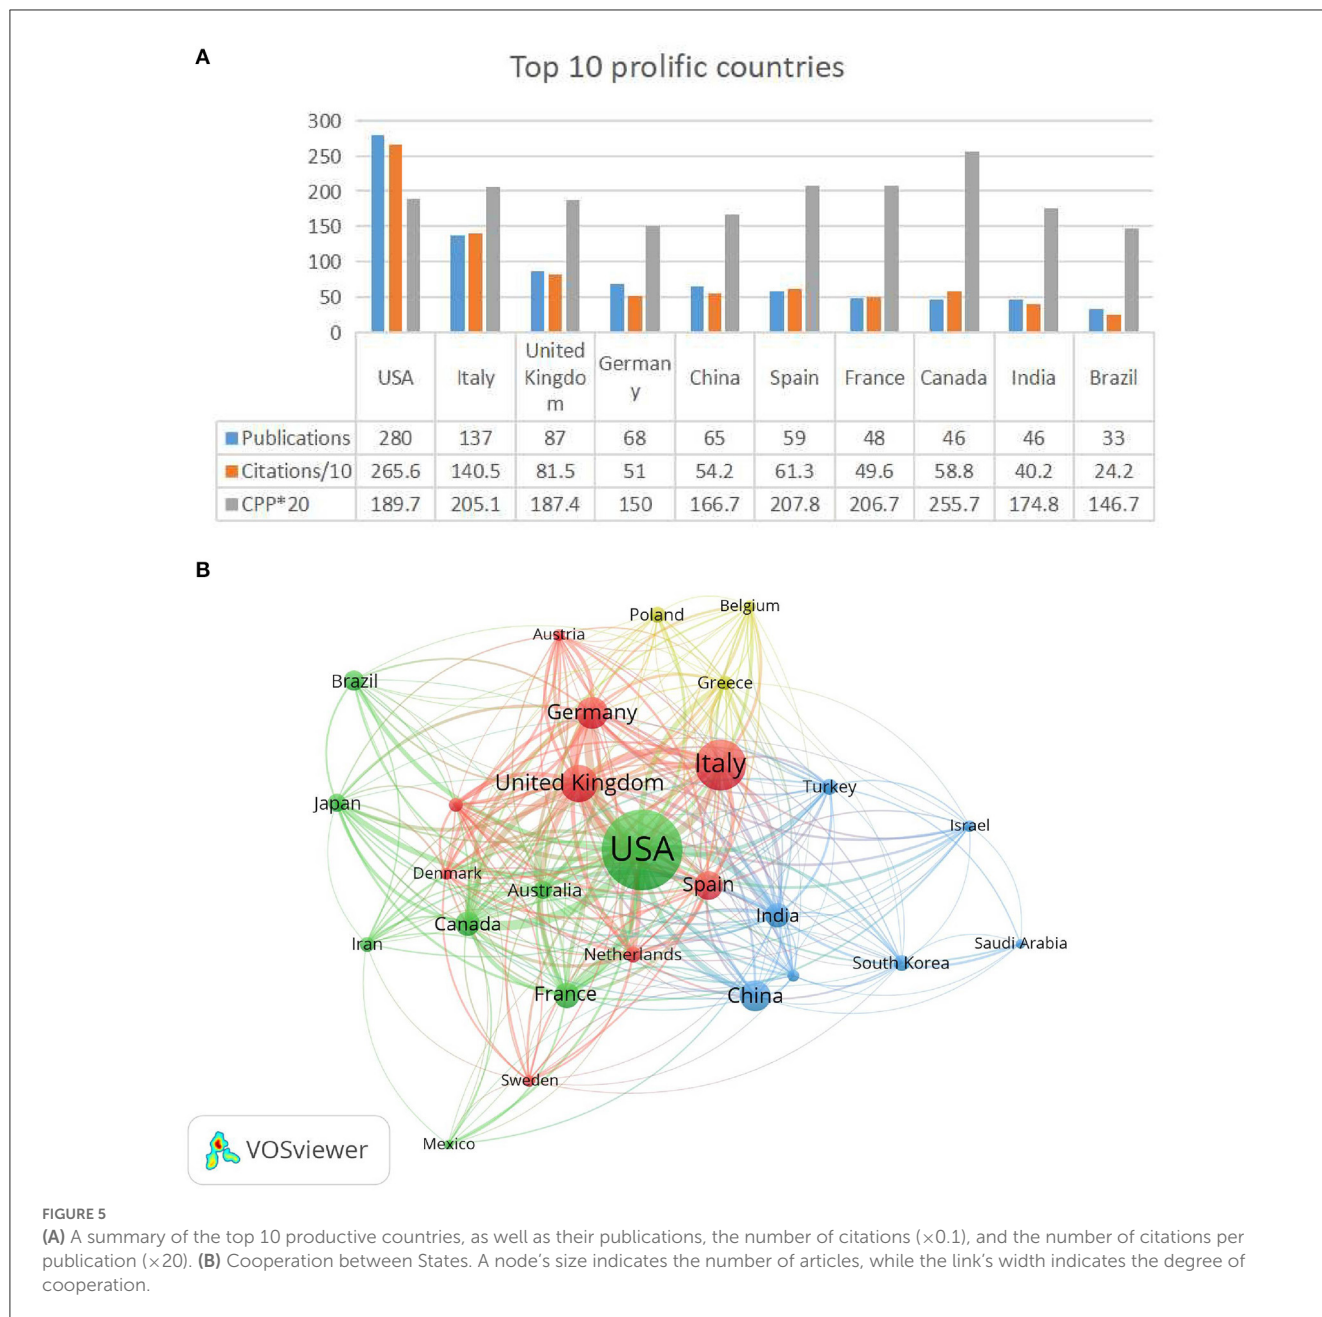 A
Top 10 prolific countries
300
250
200
150
100
50
0
USA Italy United Kingdo m German y China Spain France Canada India Brazil
Publications 280 137 87 68 65 59 48 46 46 33
Citations/10 265.6 140.5 81.5 51 54.2 61.3 49.6 58.8 40.2 24.2
CPP*20 189.7 205.1 187.4 150 166.7 207.8 206.7 255.7 174.8 146.7
B
Belgium
Poland
Austria
Brazil
Greece
Germany
Italy
United Kingdom
Turkey
Japan
Israel
USA
Denmark
Spain
Australia
India
Canada
Iran
Saudi Arabia
Netherlands
South Korea
France
China
Sweden
Mexico
VOSviewer
FIGURE 5
(A) A summary of the top 10 productive countries, as well as their publications, the number of citations (×0.1), and the number of citations per
publication (×20). (B) Cooperation between States. A node's size indicates the number of articles, while the link's width indicates the degree of
cooperation.